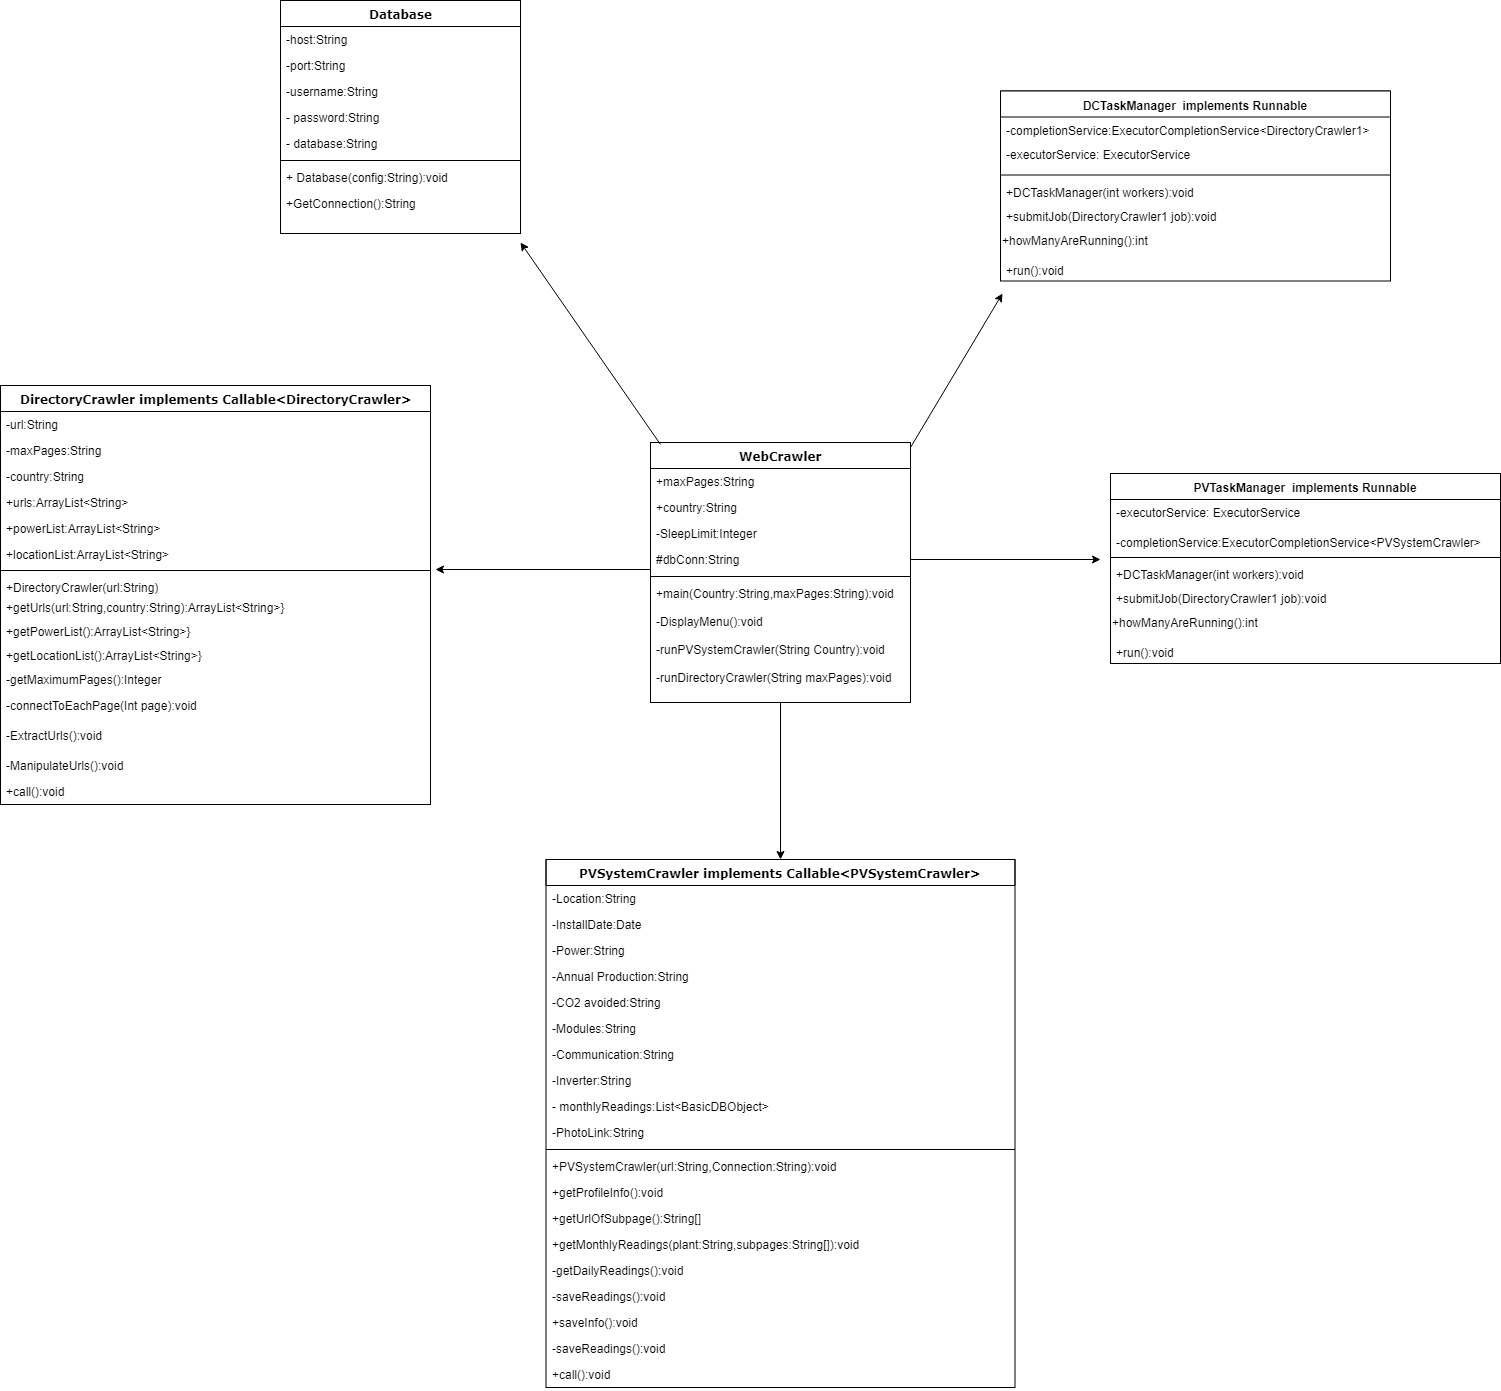 Database
-host:String
-port:String
-username:String
- password:String
- database:String
+ Database(config:String):void
+GetConnection():String
DCTaskManager  implements Runnable
-completionService:ExecutorCompletionService<DirectoryCrawler1>
-executorService: ExecutorService
+DCTaskManager(int workers):void
+submitJob(DirectoryCrawler1 job):void
+howManyAreRunning():int
+run():void
DirectoryCrawler implements Callable<DirectoryCrawler>
-url:String
-maxPages:String
-country:String
+urls:ArrayList<String>
+powerList:ArrayList<String>
+locationList:ArrayList<String>
+DirectoryCrawler(url:String)
+getUrls(url:String,country:String):ArrayList<String>}
+getPowerList():ArrayList<String>}
+getLocationList():ArrayList<String>}
-getMaximumPages():Integer
-connectToEachPage(Int page):void
-ExtractUrls():void
-ManipulateUrls():void
+call():void
WebCrawler
+maxPages:String
+country:String
-SleepLimit:Integer
#dbConn:String
+main(Country:String,maxPages:String):void
-DisplayMenu():void
-runPVSystemCrawler(String Country):void
-runDirectoryCrawler(String maxPages):void
PVTaskManager  implements Runnable
-executorService: ExecutorService
-completionService:ExecutorCompletionService<PVSystemCrawler>
+DCTaskManager(int workers):void
+submitJob(DirectoryCrawler1 job):void
+howManyAreRunning():int
+run():void
PVSystemCrawler implements Callable<PVSystemCrawler>
-Location:String
-InstallDate:Date
-Power:String
-Annual Production:String
-CO2 avoided:String
-Modules:String
-Communication:String
-Inverter:String
- monthlyReadings:List<BasicDBObject>
-PhotoLink:String
+PVSystemCrawler(url:String,Connection:String):void
+getProfileInfo():void
+getUrlOfSubpage():String[]
+getMonthlyReadings(plant:String,subpages:String[]):void
-getDailyReadings():void
-saveReadings():void
+saveInfo():void
-saveReadings():void
+call():void